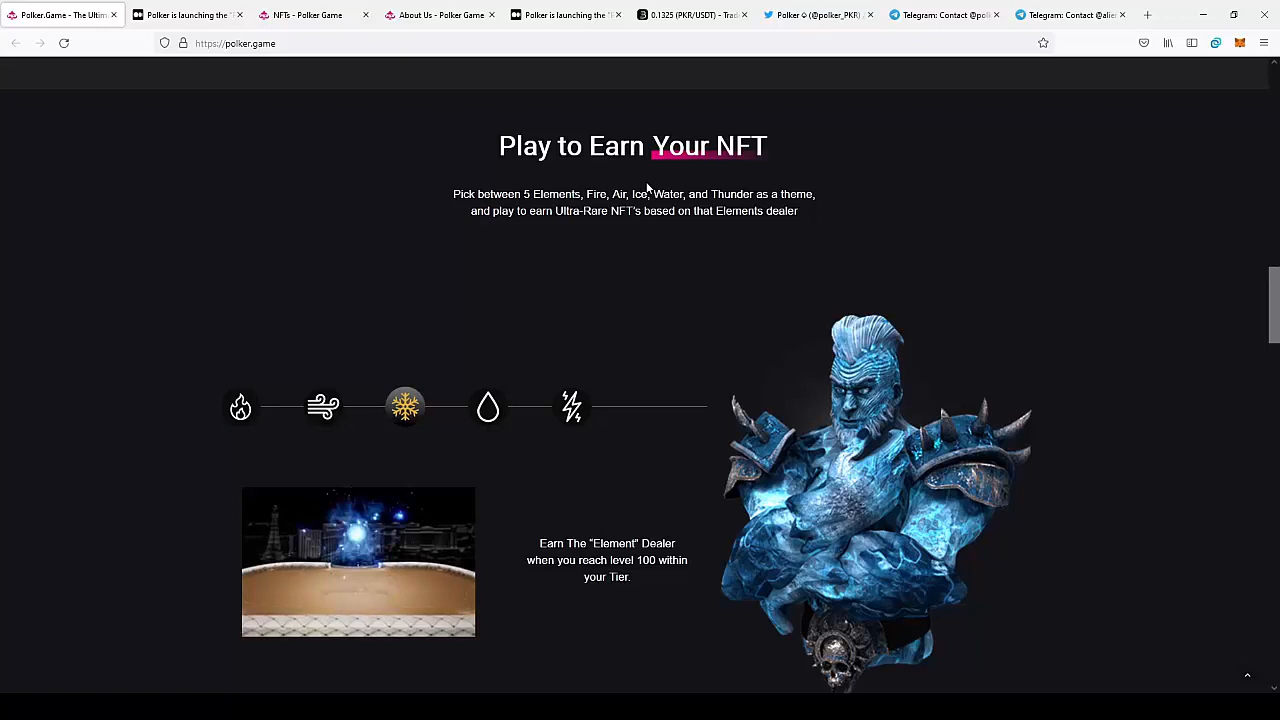 Polker.Game - The Ultim
Polker is launching the "F
NFTs - Polker Game
About Us - Polker Game
Polker is launching the "F
0.1325 (PKR/USDT) - Trad
Polker (@polker_PKR)
Telegram: Contact @polk
Telegram: Contact @alie
https://polker.game
Play to Earn Your NFT
Pick between 5 Elements, Fire, Air, Ice, Water, and Thunder as a theme,
and play to earn Ultra-Rare NFT's based on that Elements dealer
Earn The "Element" Dealer
when you reach level 100 within
your Tier.